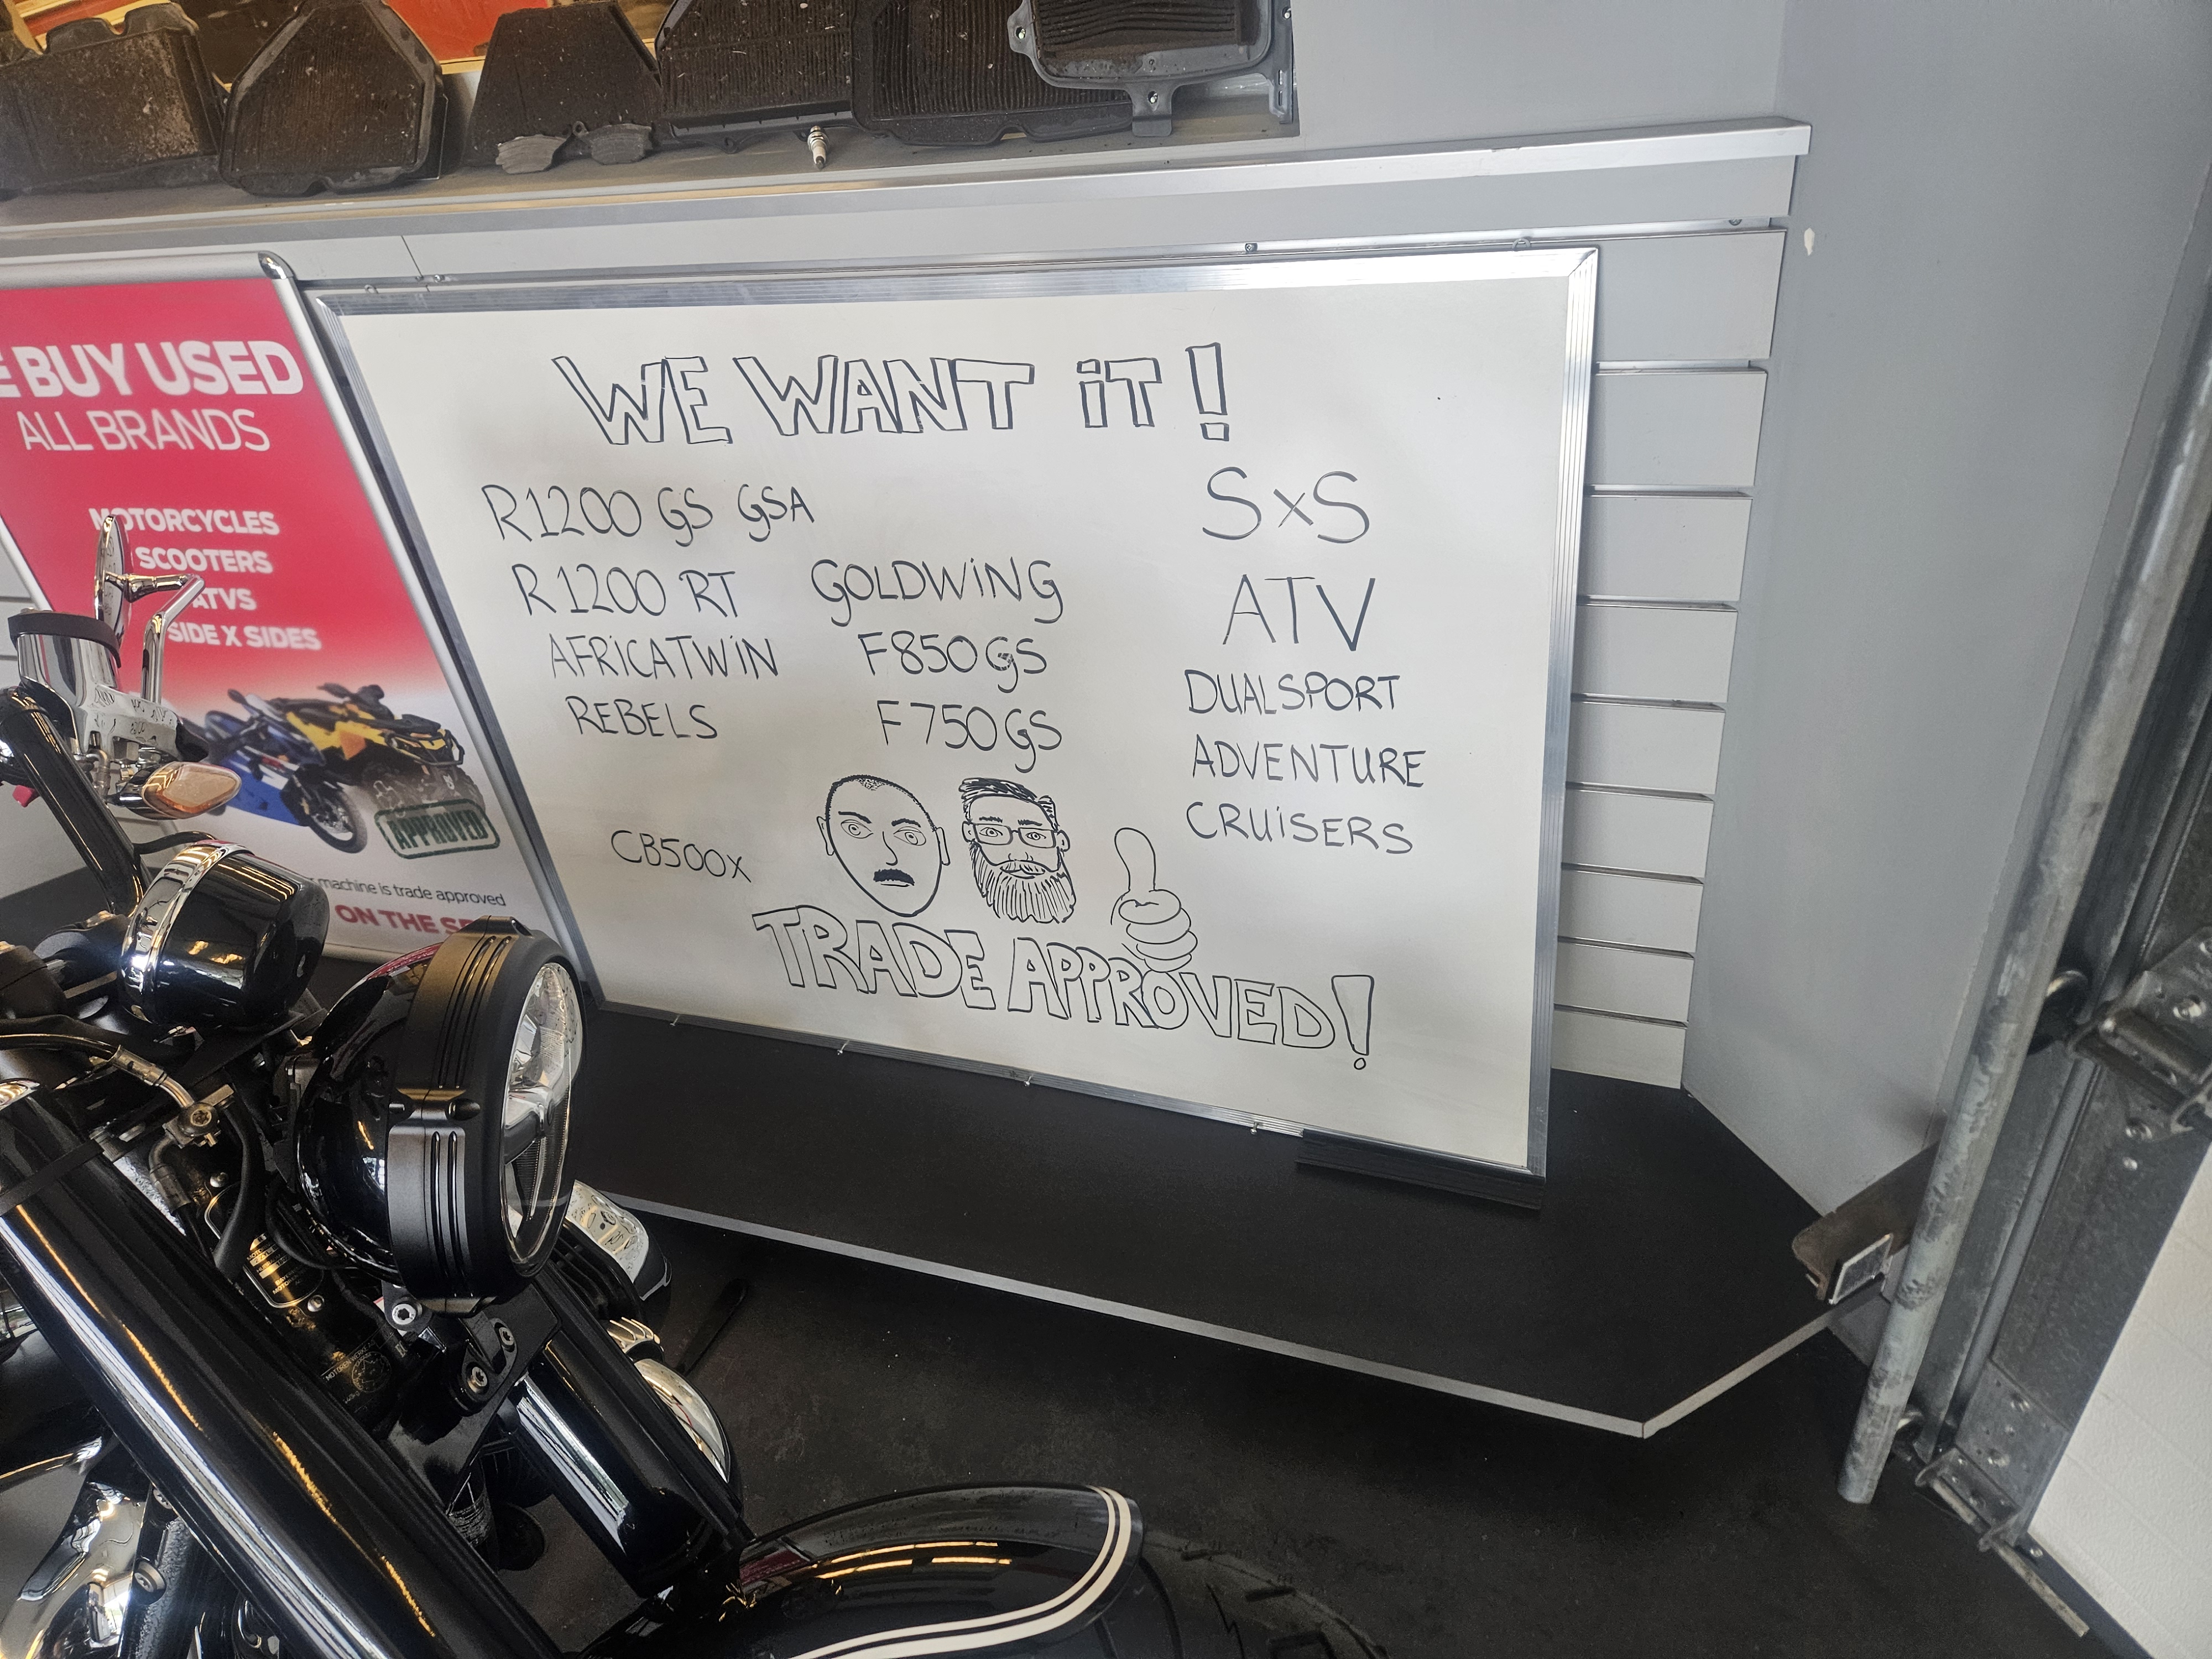 BUY USED
ALL BRANDS
MOTORCYCLES
SCOOTERS
ATVS
SIDE X SIDES
APPROVED
machine is trade approved
ON THE
WE WANT iT!
R1200 GS GSA
R1200 RT
AFRiCATWiN
REBELS
CB500X
GOLDWiNG
F850GS
F750GS
SxS
ATV
DUALSPORT
ADVENTURE
CRUiSERS
TRADE APPROVED!